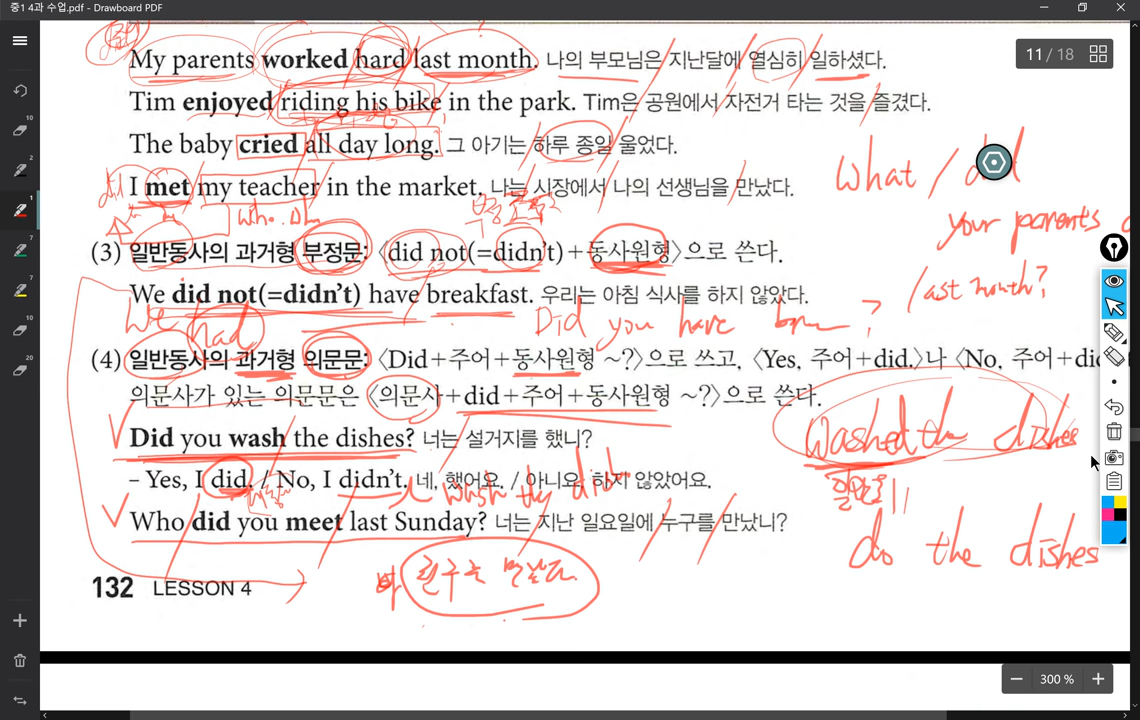 중1 4과 수업.pdf - Drawboard PDF
11 / 18
My parents worked hard last month. 나의 부모님은 지난달에 열심히 일하셨다.
Tim enjoyed riding his bike in the park. Tim은 공원에서 자전거 타는 것을 즐겼다.
The baby cried all day long. 그 아기는 하루 종일 울었다.
What / did
I met my teacher in the market. 나는 시장에서 나의 선생님을 만났다.
your parents
(3) 일반동사의 과거형 부정문: 〈did not(=didn't)+동사원형〉으로 쓴다.
last month?
We did not(=didn't) have breakfast. 우리는 아침 식사를 하지 않았다.
We had
Did you have ?
(4) 일반동사의 과거형 의문문: 〈Did+주어+동사원형 ~?〉으로 쓰고, 〈Yes, 주어+did.〉나 〈No, 주어+did
의문사가 있는 의문문은 〈의문사+did+주어+동사원형 ~?〉으로 쓴다.
Washed the dishes
Did you wash the dishes? 너는 설거지를 했니?
– Yes, I did. / No, I didn't. 네, 했어요. / 아니요, 하지 않았어요.
wash the dish
Who did you meet last Sunday? 너는 지난 일요일에 누구를 만났니?
do the dishes
132 LESSON 4
300 %